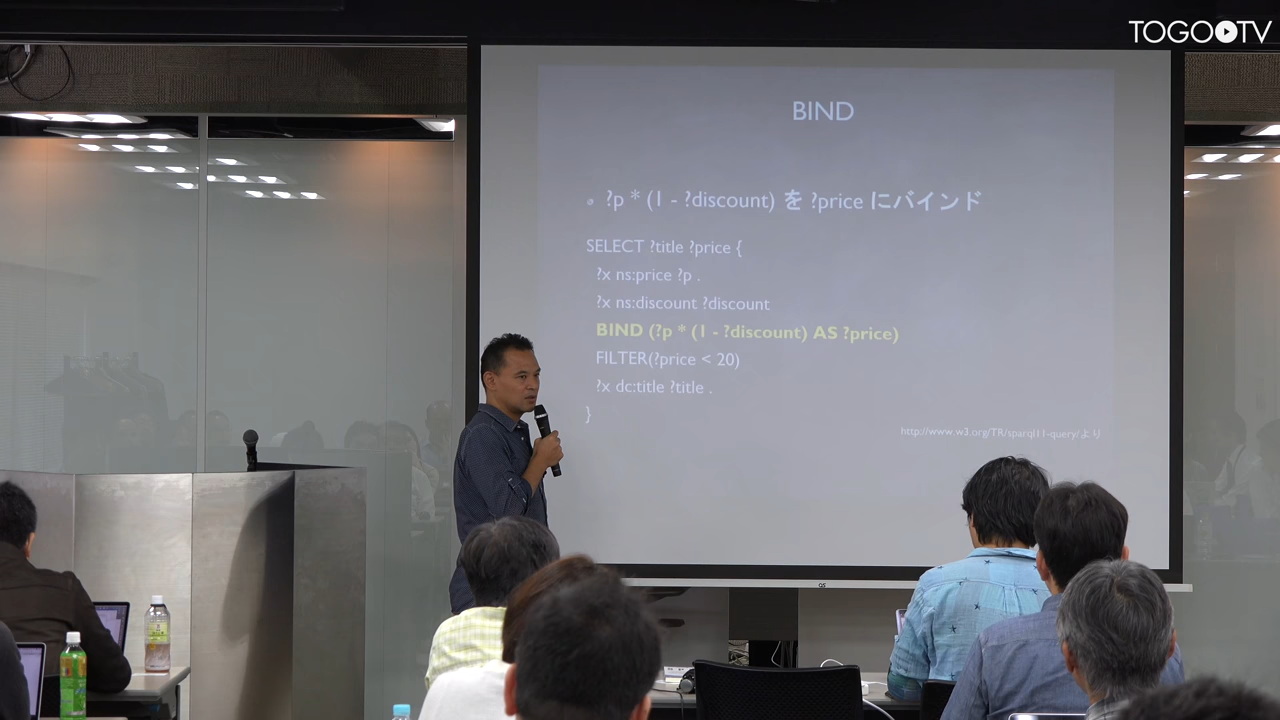 TOGOTV
BIND
?p * (1 - ?discount) を ?price にバインド
SELECT ?title ?price {
?x ns:price ?p .
?x ns:discount ?discount
BIND (?p * (1 - ?discount) AS ?price)
FILTER(?price < 20)
?x dc:title ?title .
}
http://www.w3.org/TR/sparql11-query/より
OS